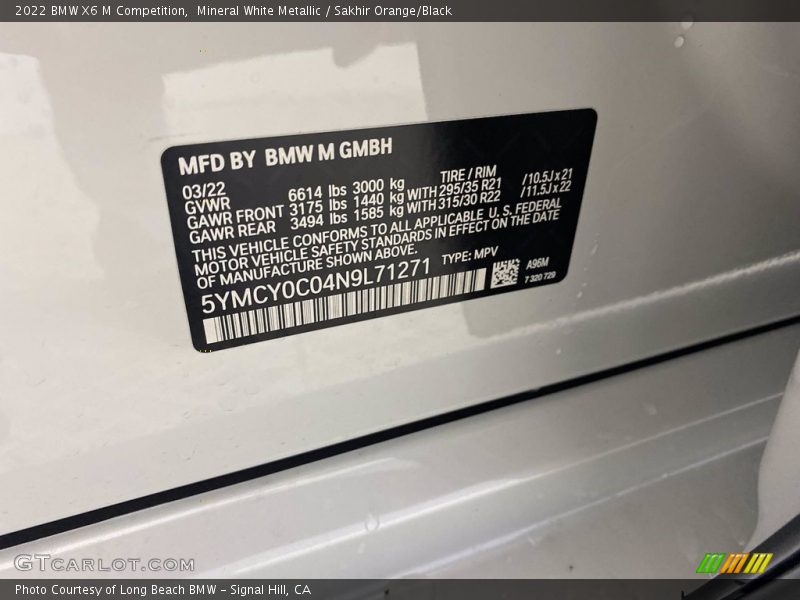 2022 BMW X6 M Competition, Mineral White Metallic / Sakhir Orange/Black
MFD BY BMW M GMBH
03/22 TIRE / RIM
GVWR 6614 lbs 3000 kg
GAWR FRONT 3175 lbs 1440 kg WITH 295/35 R21 /10.5J x 21
GAWR REAR 3494 lbs 1585 kg WITH 315/30 R22 /11.5J x 22
THIS VEHICLE CONFORMS TO ALL APPLICABLE U. S. FEDERAL
MOTOR VEHICLE SAFETY STANDARDS IN EFFECT ON THE DATE
OF MANUFACTURE SHOWN ABOVE.
5YMCY0C04N9L71271 TYPE: MPV
A96M
7 320 729
GTCARLOT.COM
Photo Courtesy of Long Beach BMW - Signal Hill, CA